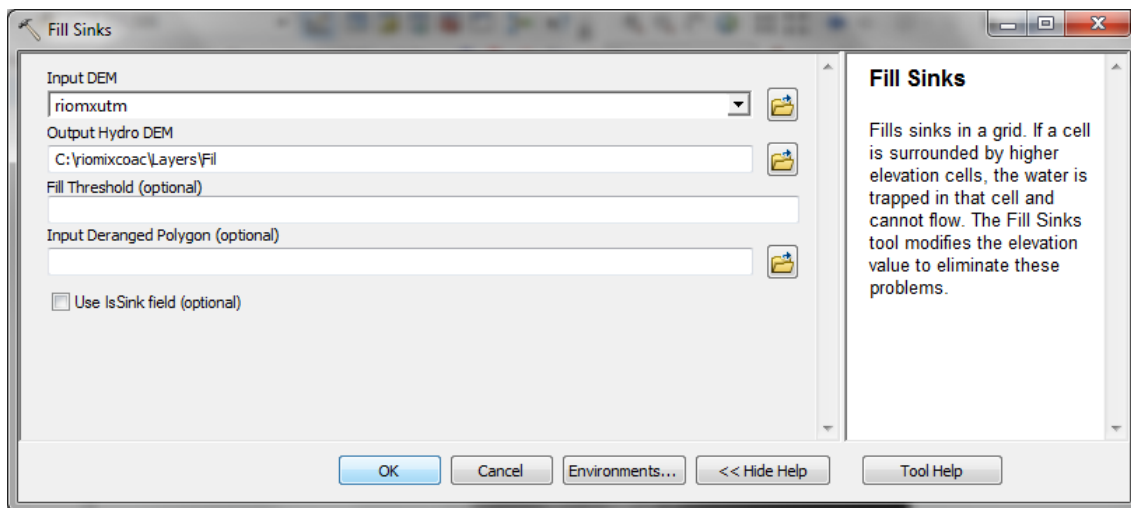 Fill Sinks
Input DEM
riomxutm
Output Hydro DEM
C:\riomixcoac\Layers\Fil
Fill Threshold (optional)
Input Deranged Polygon (optional)
Use IsSink field (optional)
Fill Sinks
Fills sinks in a grid. If a cell
is surrounded by higher
elevation cells, the water is
trapped in that cell and
cannot flow. The Fill Sinks
tool modifies the elevation
value to eliminate these
problems.
OK
Cancel
Environments...
<< Hide Help
Tool Help